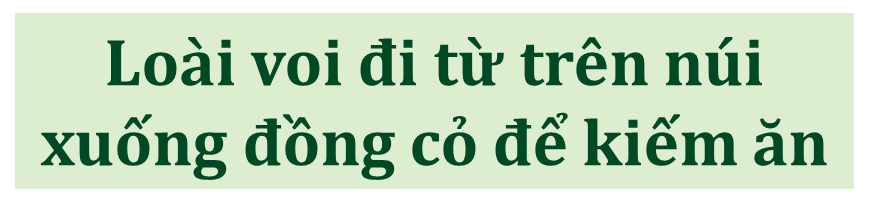 Loài voi đi từ trên núi
xuống đồng cỏ để kiếm ăn